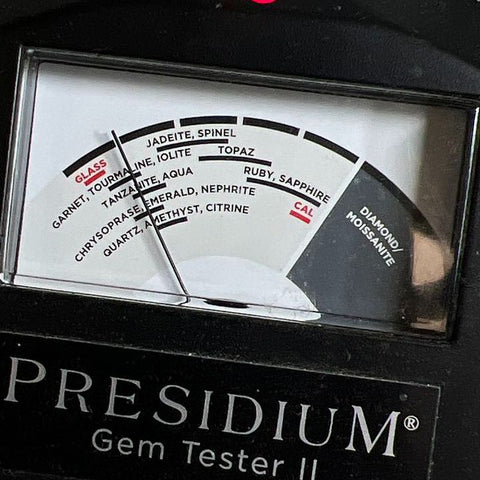 JADEITE, SPINEL
GLASS
GARNET, TOURMALINE, IOLITE
TOPAZ
TANZANITE, AQUA
RUBY, SAPPHIRE
CHRYSOPRASE, EMERALD, NEPHRITE
CAL
QUARTZ, AMETHYST, CITRINE
DIAMOND/
MOISSANITE
PRESIDIUM®
Gem Tester II